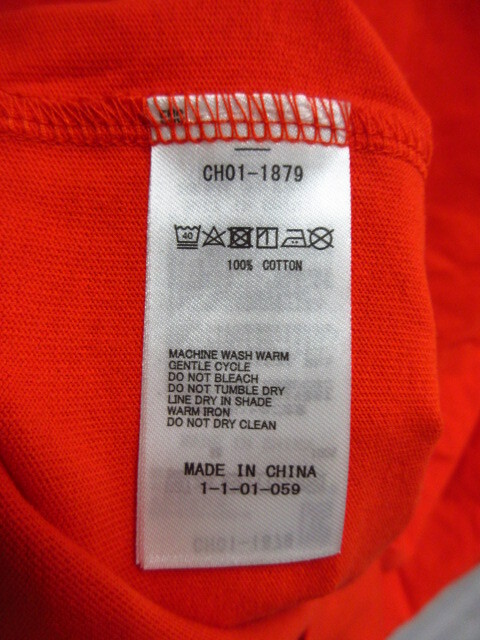 CH01-1879
40
100% COTTON
MACHINE WASH WARM
GENTLE CYCLE
DO NOT BLEACH
DO NOT TUMBLE DRY
LINE DRY IN SHADE
WARM IRON
DO NOT DRY CLEAN
MADE IN CHINA
1-1-01-059